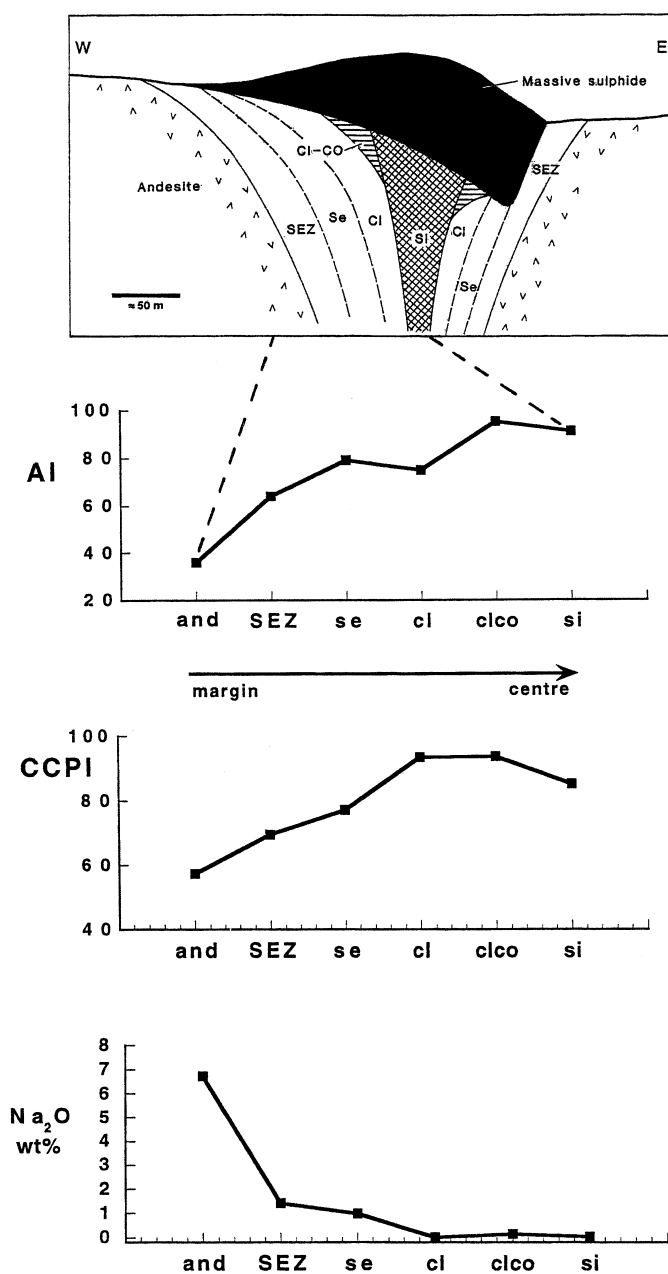 W
E
Massive sulphide
Cl-CO
Andesite
SEZ
SEZ
Se
Cl
Si
Cl
Se
≈50 m
AI
100
80
60
40
20
and SEZ se cl clco si
margin centre
CCPI
100
80
60
40
and SEZ se cl clco si
Na₂O
wt%
8
7
6
5
4
3
2
1
0
and SEZ se cl clco si